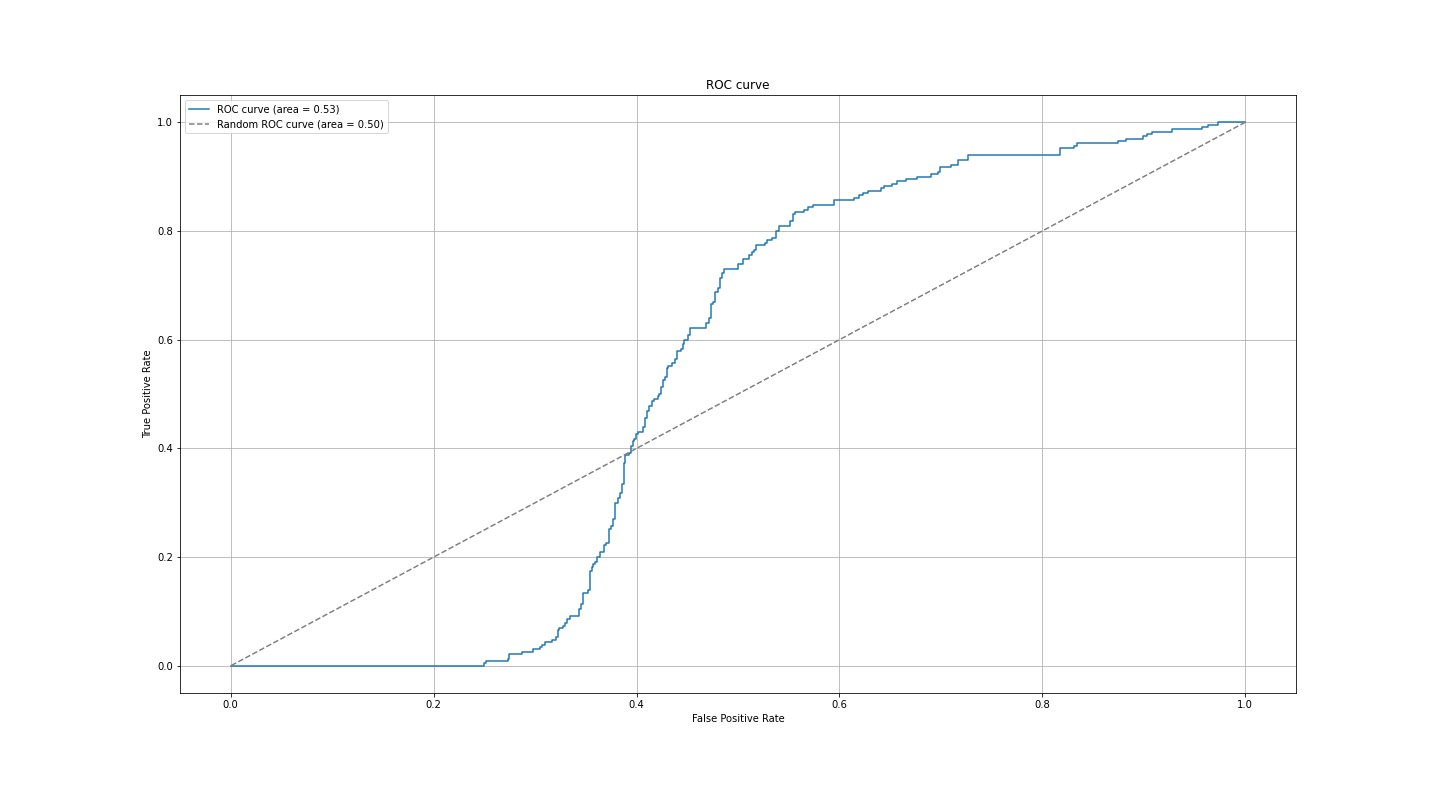 ROC curve
ROC curve (area = 0.53)
Random ROC curve (area = 0.50)
1.0
0.8
0.6
0.4
0.2
0.0
True Positive Rate
0.0
0.2
0.4
0.6
0.8
1.0
False Positive Rate